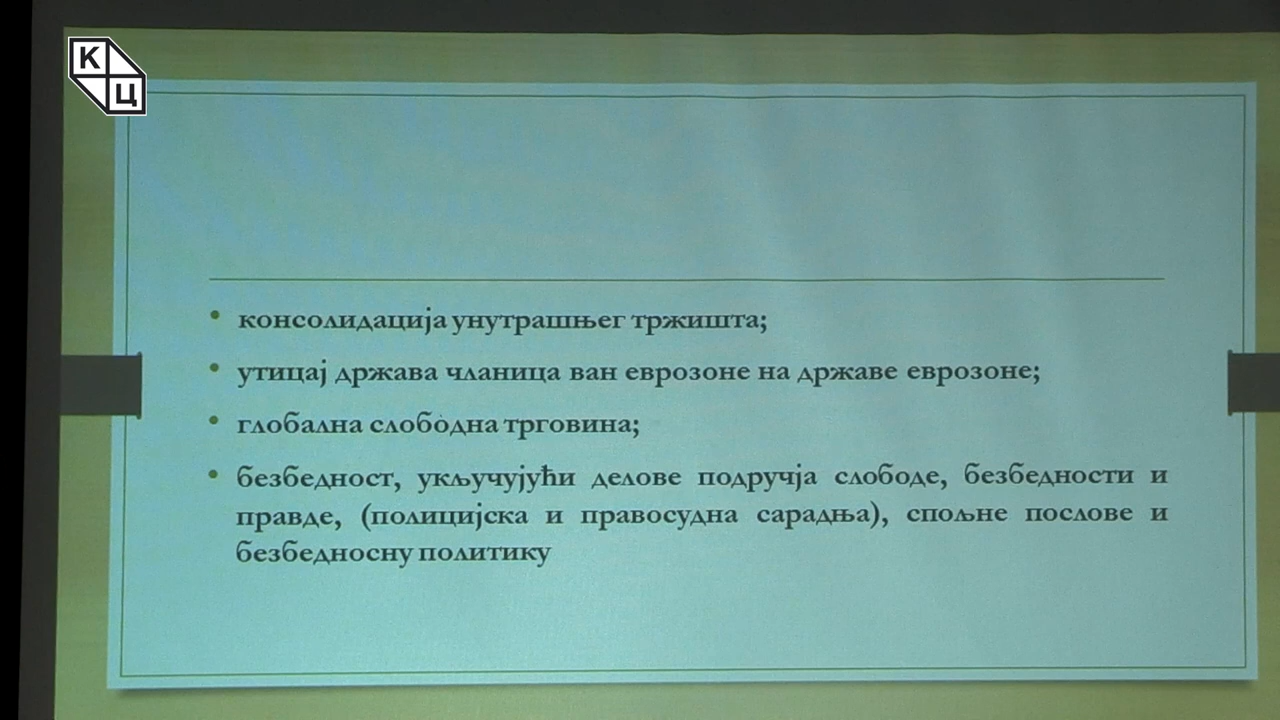 К
Ц
консолидација унутрашњег тржишта;
утицај држава чланица ван еврозоне на државе еврозоне;
глобална слободна трговина;
безбедност, укључујући делове подручја слободе, безбедности и
правде, (полицијска и правосудна сарадња), спољне послове и
безбедносну политику